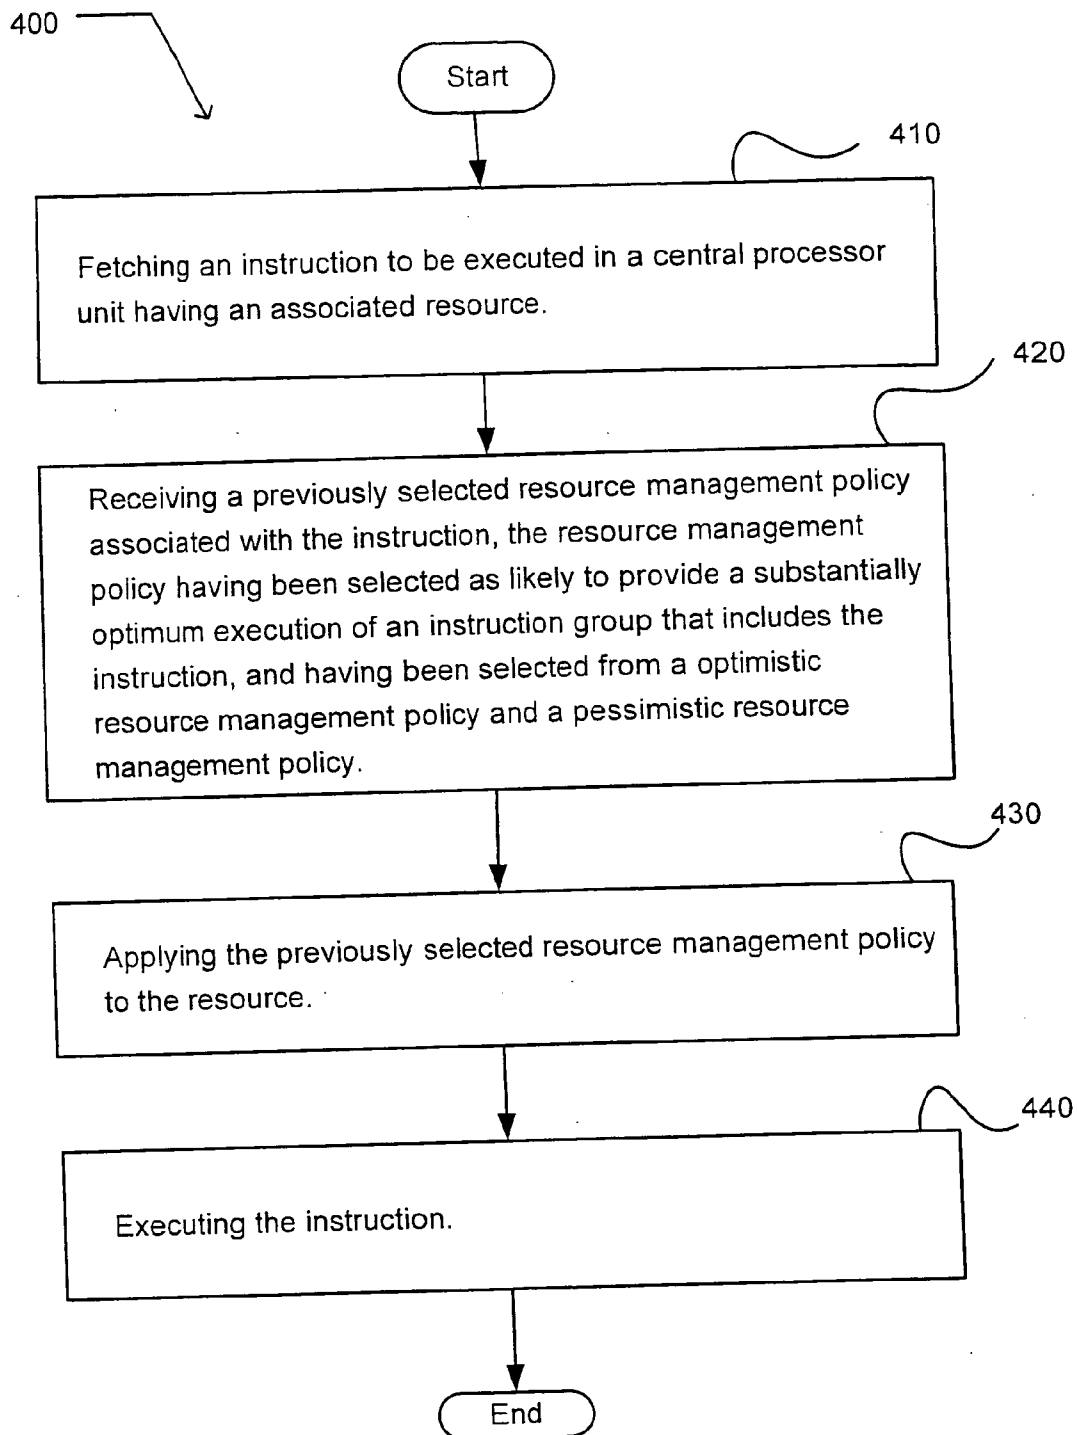 400
Start
410
Fetching an instruction to be executed in a central processor
unit having an associated resource.
420
Receiving a previously selected resource management policy
associated with the instruction, the resource management
policy having been selected as likely to provide a substantially
optimum execution of an instruction group that includes the
instruction, and having been selected from a optimistic
resource management policy and a pessimistic resource
management policy.
430
Applying the previously selected resource management policy
to the resource.
440
Executing the instruction.
End